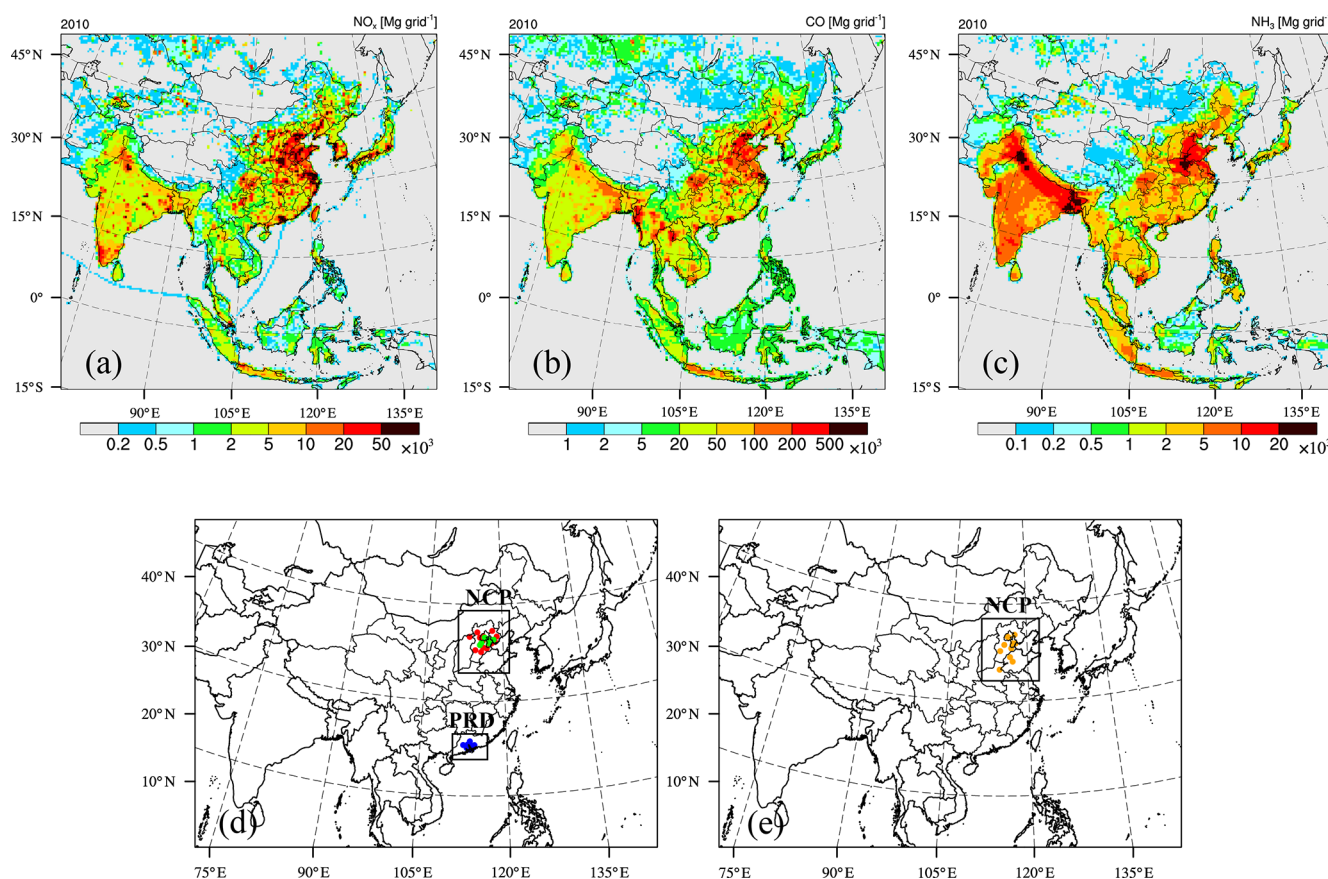 2010 NOx [Mg grid⁻¹]
2010 CO [Mg grid⁻¹]
2010 NH3 [Mg grid⁻
45°N 45°N 45°N
30°N 30°N 30°N
15°N 15°N 15°N
0° 0° 0°
(a) (b) (c)
15°S 15°S 15°S
90°E 105°E 120°E 135°E 90°E 105°E 120°E 135°E 90°E 105°E 120°E 135°E
0.2 0.5 1 2 5 10 20 50 ×10³
1 2 5 20 50 100 200 500 ×10³
0.1 0.2 0.5 1 2 5 10 20 ×10³
40°N 40°N
NCP NCP
30°N 30°N
20°N 20°N
PRD
10°N 10°N
(d) (e)
75°E 90°E 105°E 120°E 135°E 75°E 90°E 105°E 120°E 135°E